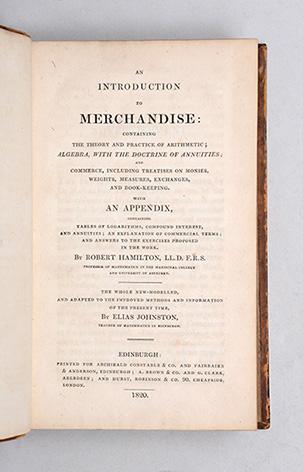 AN
INTRODUCTION
TO
MERCHANDISE:
CONTAINING
THE THEORY AND PRACTICE OF ARITHMETIC;
ALGEBRA, WITH THE DOCTRINE OF ANNUITIES;
AND
COMMERCE, INCLUDING TREATISES ON MONIES,
WEIGHTS, MEASURES, EXCHANGES,
AND BOOK-KEEPING.
WITH
AN APPENDIX,
CONTAINING
TABLES OF LOGARITHMS, COMPOUND INTEREST,
AND ANNUITIES; AN EXPLANATION OF COMMERCIAL TERMS;
AND ANSWERS TO THE EXERCISES PROPOSED
IN THE WORK.
BY ROBERT HAMILTON, LL.D. F.R.S.
PROFESSOR OF MATHEMATICS IN THE MARISCHAL COLLEGE
AND UNIVERSITY OF ABERDEEN.
THE WHOLE NEW-MODELLED,
AND ADAPTED TO THE IMPROVED METHODS AND INFORMATION
OF THE PRESENT TIME,
BY ELIAS JOHNSTON,
TEACHER OF MATHEMATICS IN EDINBURGH.
EDINBURGH:
PRINTED FOR ARCHIBALD CONSTABLE & CO. AND FAIRBAIRN
& ANDERSON, EDINBURGH; A. BROWN & CO. AND G. CLARK,
ABERDEEN; AND HURST, ROBINSON & CO. 90. CHEAPSIDE,
LONDON.
1820.